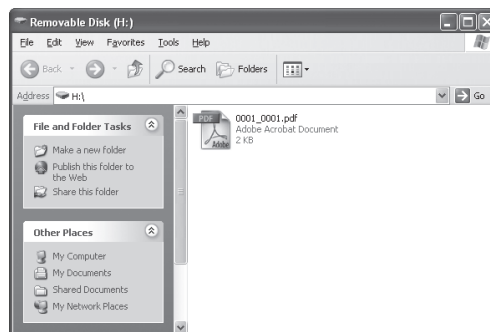 Removable Disk (H:)
File Edit View Favorites Tools Help
Back Search Folders
Address H:\ Go
File and Folder Tasks
Make a new folder
Publish this folder to
the Web
Share this folder
Other Places
My Computer
My Documents
Shared Documents
My Network Places
PDF
Adobe
0001_0001.pdf
Adobe Acrobat Document
2 KB